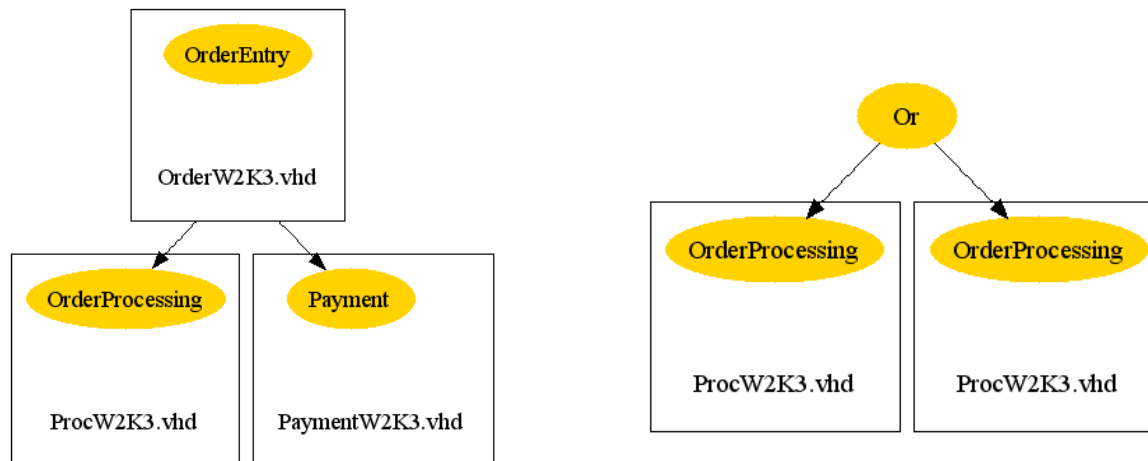 OrderEntry
OrderW2K3.vhd
OrderProcessing
ProcW2K3.vhd
Payment
PaymentW2K3.vhd
Or
OrderProcessing
ProcW2K3.vhd
OrderProcessing
ProcW2K3.vhd